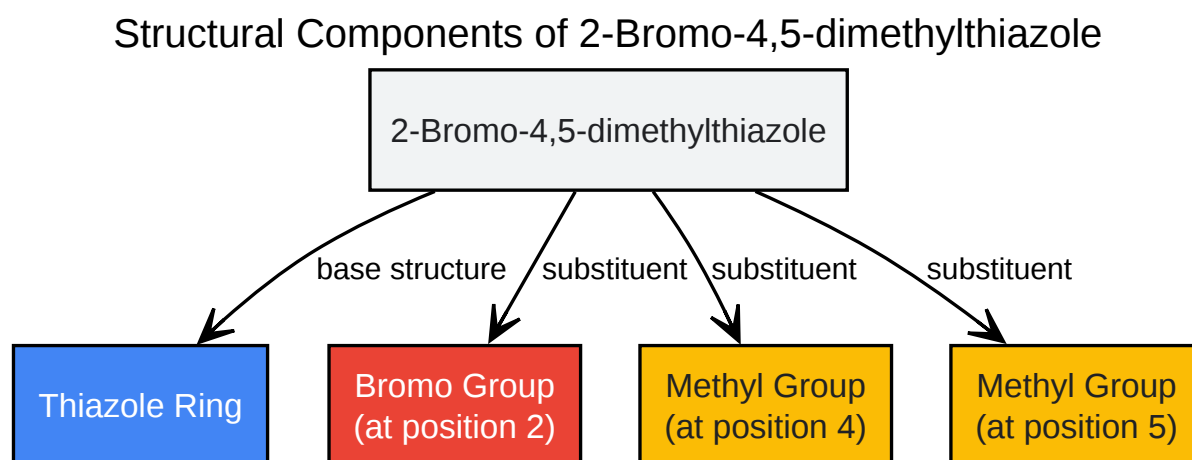 Structural Components of 2-Bromo-4,5-dimethylthiazole
2-Bromo-4,5-dimethylthiazole
base structure
substituent
substituent
substituent
Thiazole Ring
Bromo Group
(at position 2)
Methyl Group
(at position 4)
Methyl Group
(at position 5)